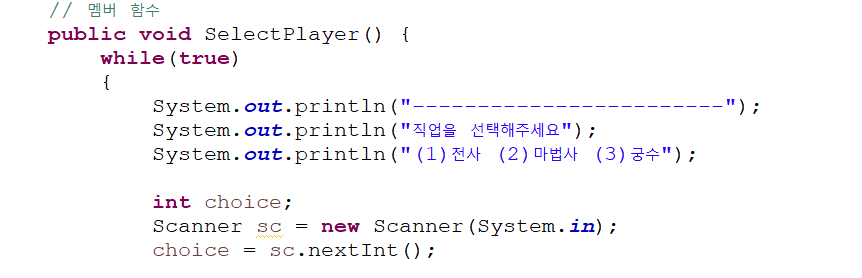 // 멤버 함수
public void SelectPlayer() {
while(true)
{
System.out.println("------------------------");
System.out.println("직업을 선택해주세요");
System.out.println("(1)전사 (2)마법사 (3)궁수");
int choice;
Scanner sc = new Scanner(System.in);
choice = sc.nextInt();